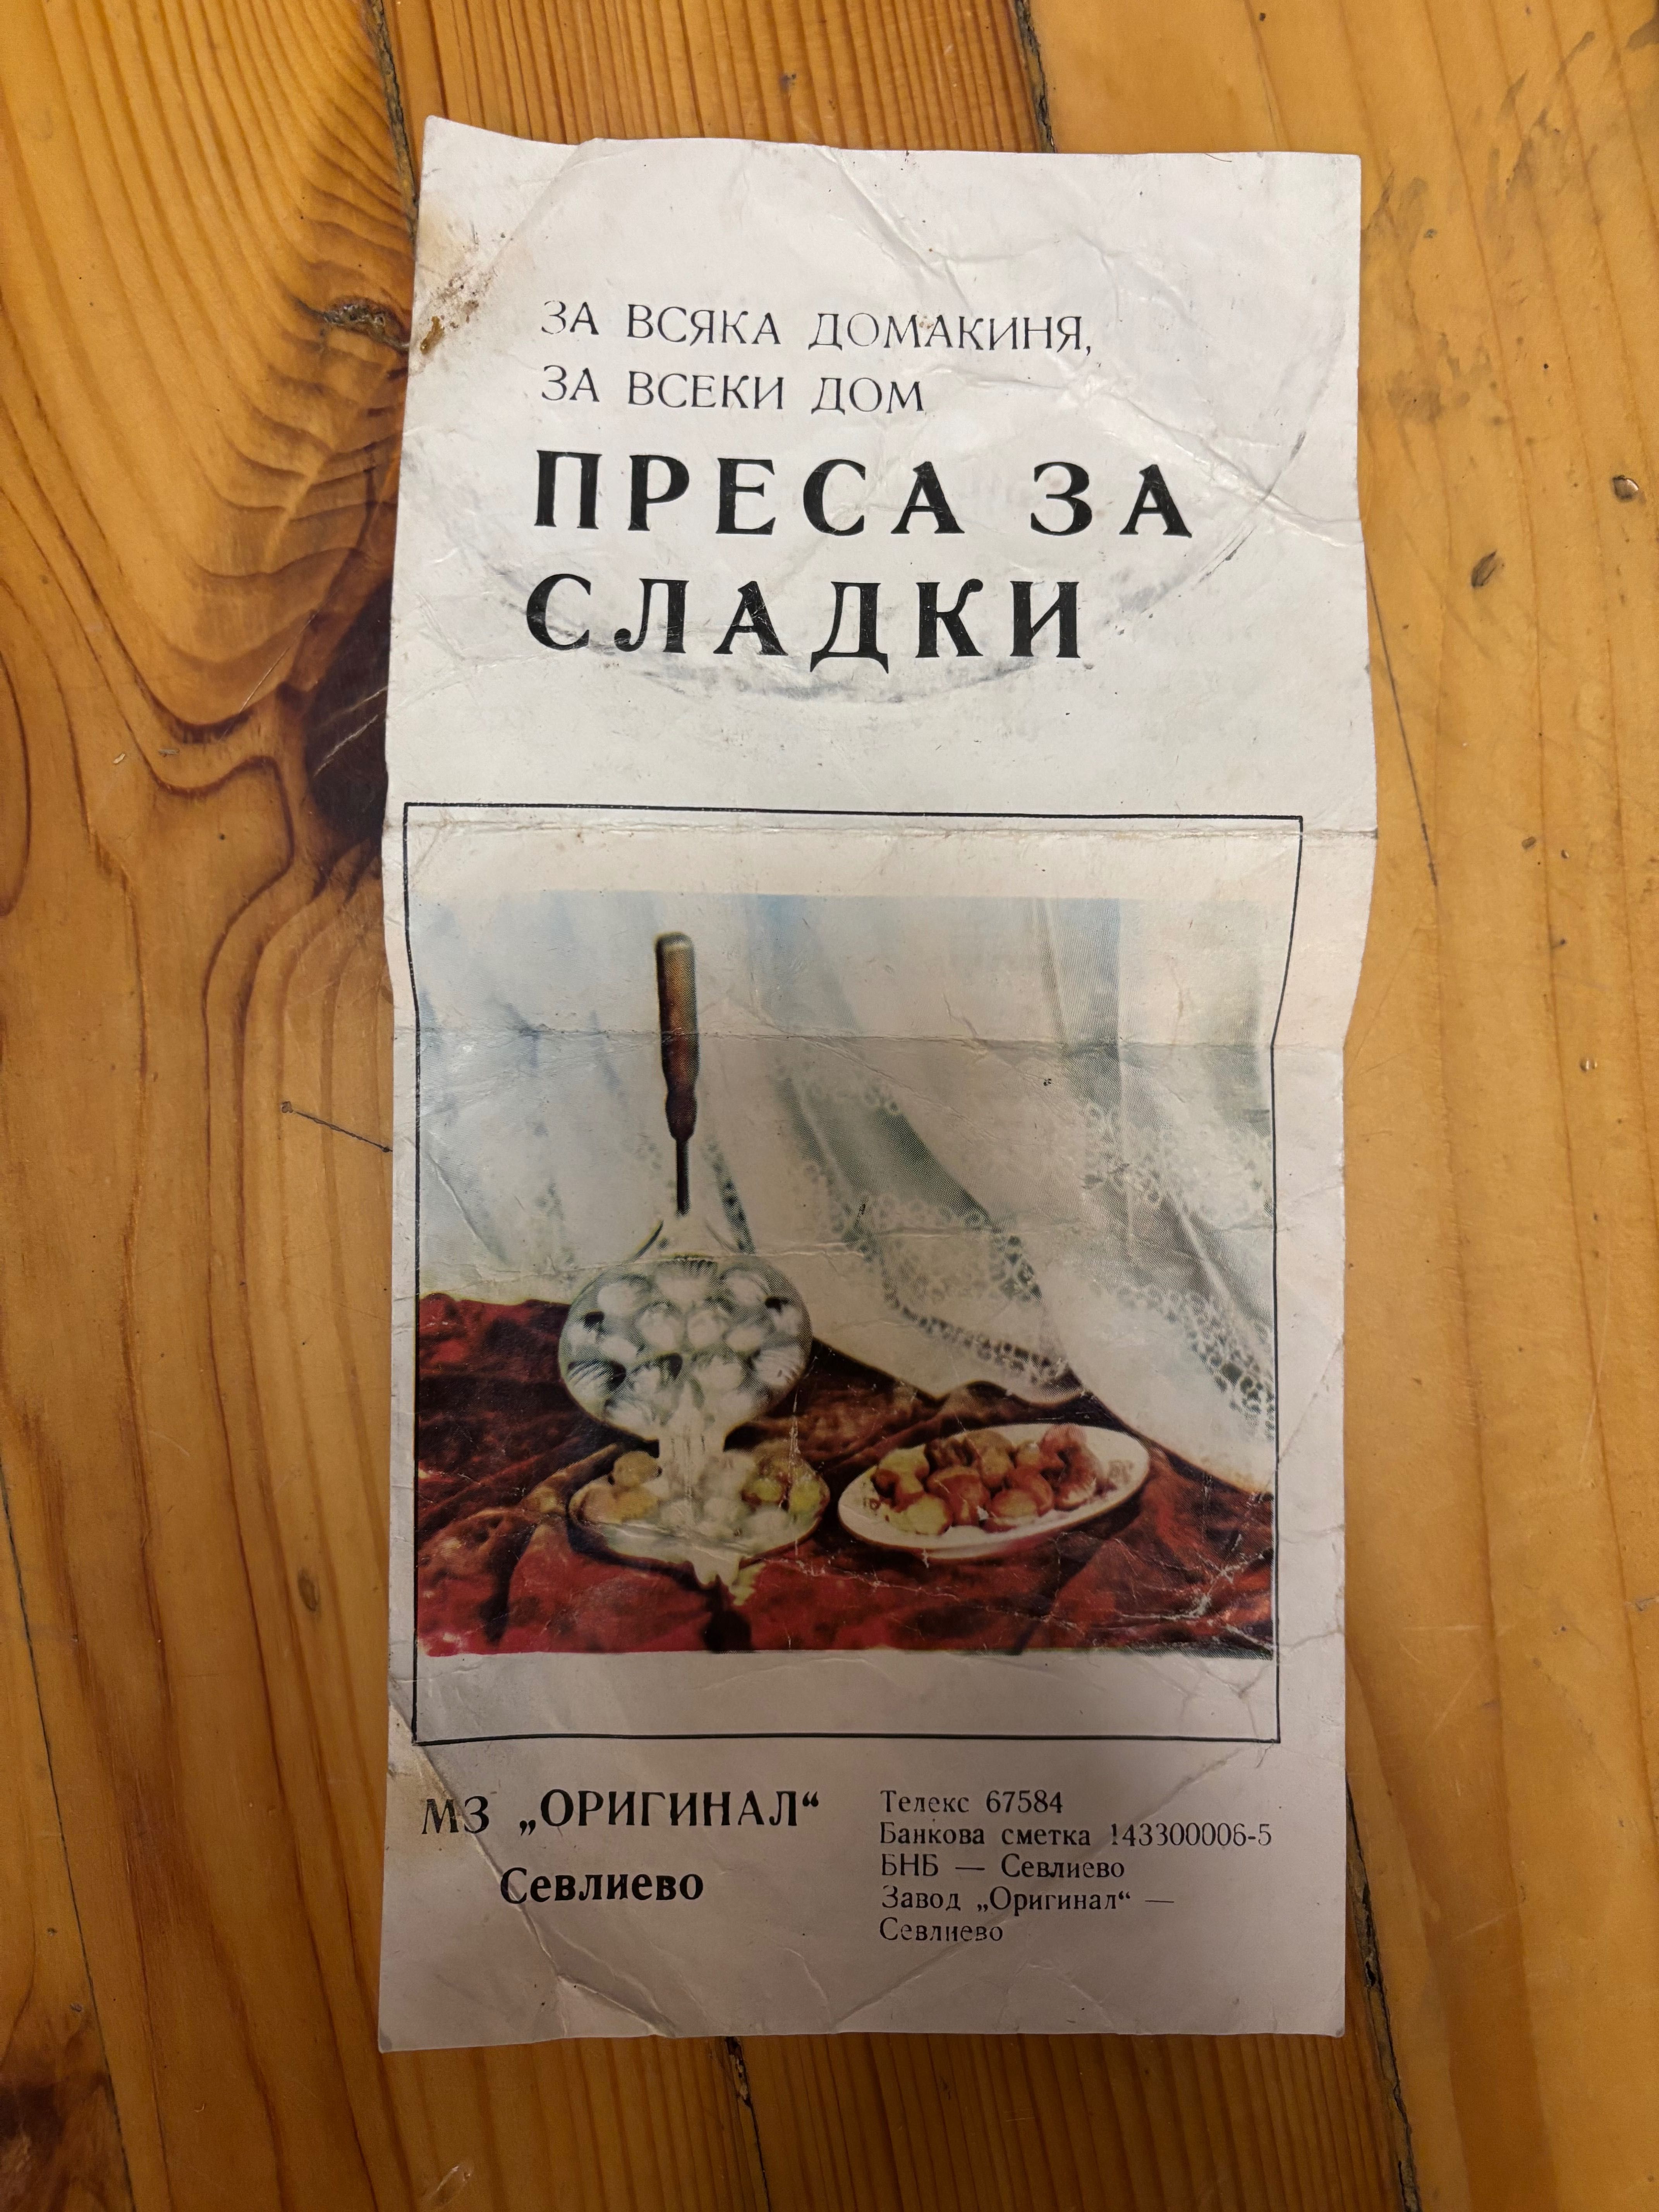 ЗА ВСЯКА ДОМАКИНЯ,
ЗА ВСЕКИ ДОМ
ПРЕСА ЗА
СЛАДКИ
МЗ „ОРИГИНАЛ“
Севлиево
Телекс 67584
Банкова сметка 143300006-5
БНБ — Севлиево
Завод „Оригинал“ —
Севлиево